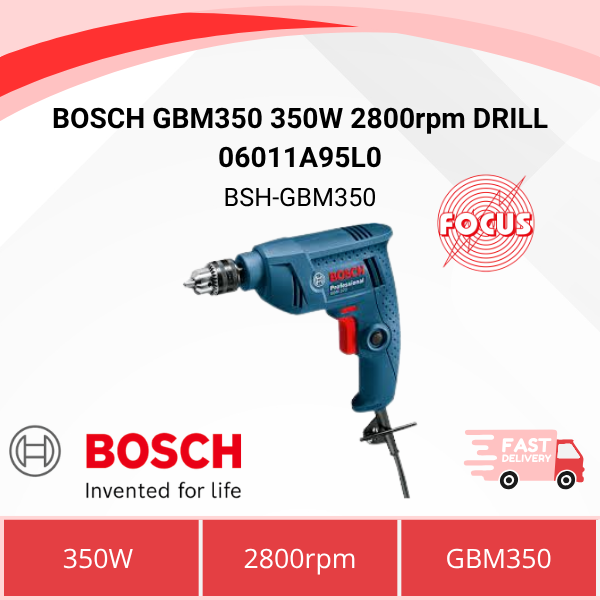 BOSCH GBM350 350W 2800rpm DRILL
06011A95L0
BSH-GBM350
FOCUS
BOSCH
Professional
BOSCH
Invented for life
FAST
DELIVERY
350W
2800rpm
GBM350